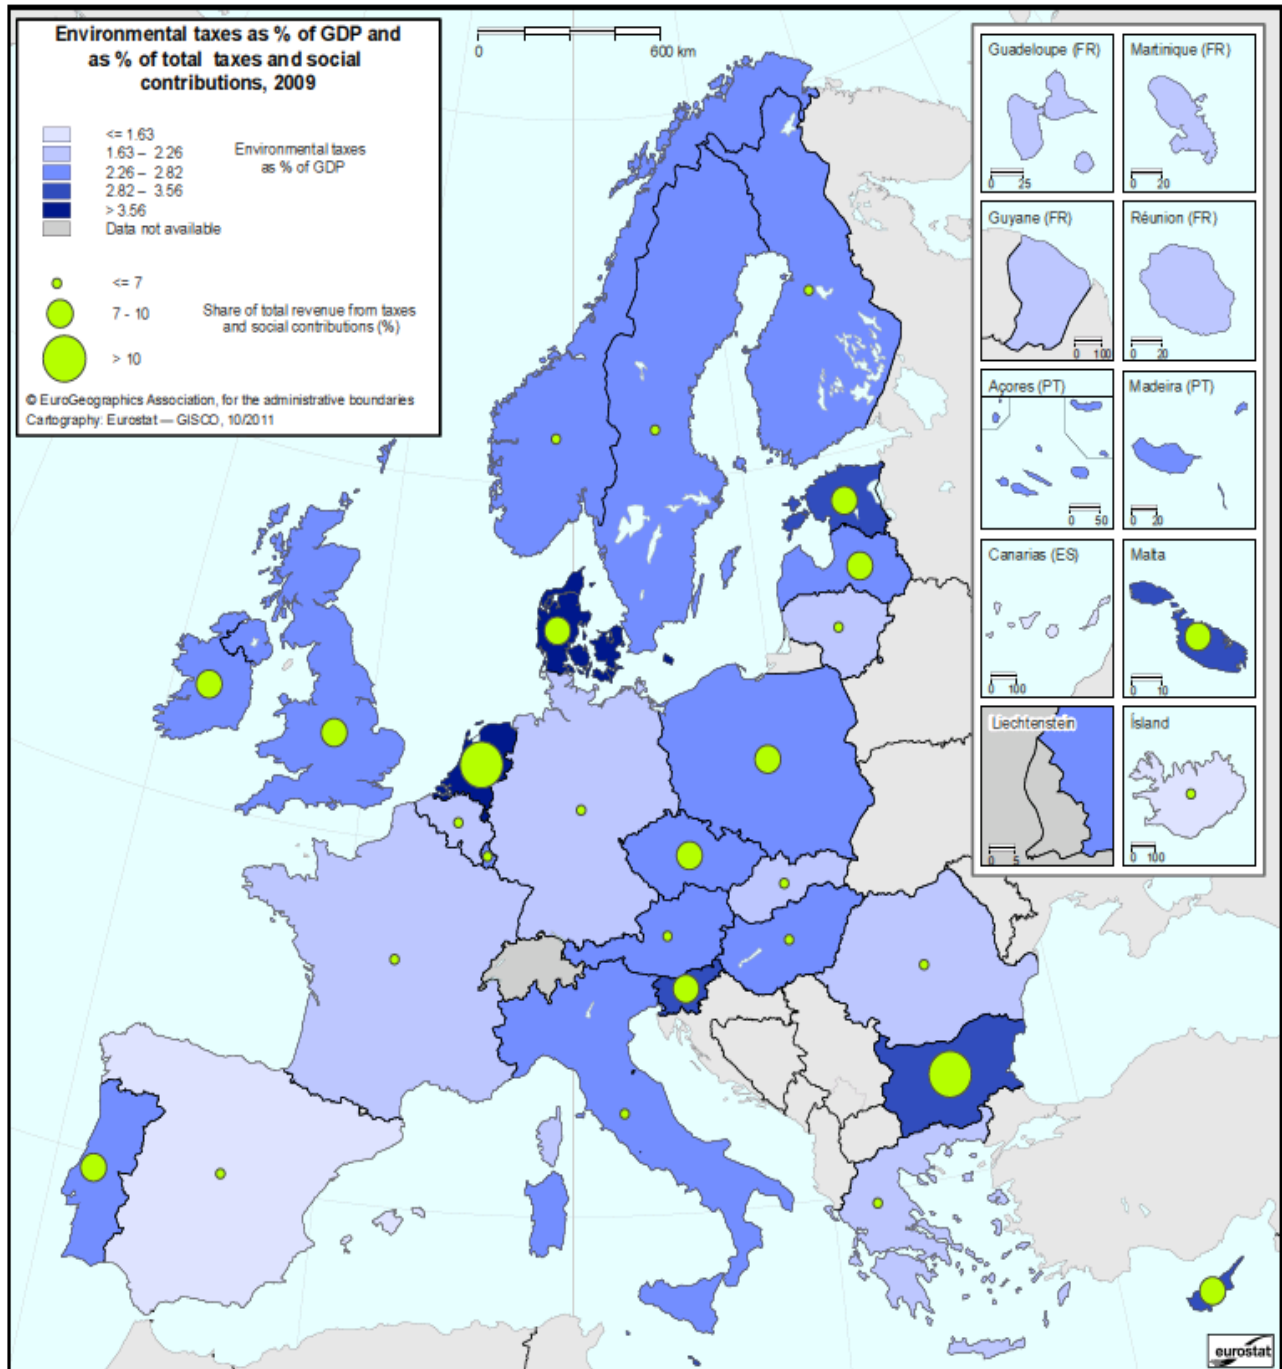 Environmental taxes as % of GDP and
as % of total taxes and social
contributions, 2009
<= 1.63
1.63 – 2.26
2.26 – 2.82
2.82 – 3.56
> 3.56
Data not available
Environmental taxes
as % of GDP
<= 7
7 - 10
> 10
Share of total revenue from taxes
and social contributions (%)
© EuroGeographics Association, for the administrative boundaries
Cartography: Eurostat — GISCO, 10/2011
0 600 km
Guadeloupe (FR)
0 25
Martinique (FR)
0 20
Guyane (FR)
0 100
Réunion (FR)
0 20
Açores (PT)
0 50
Madeira (PT)
0 20
Canarias (ES)
0 100
Malta
0 10
Liechtenstein
0 5
Ísland
0 100
eurostat